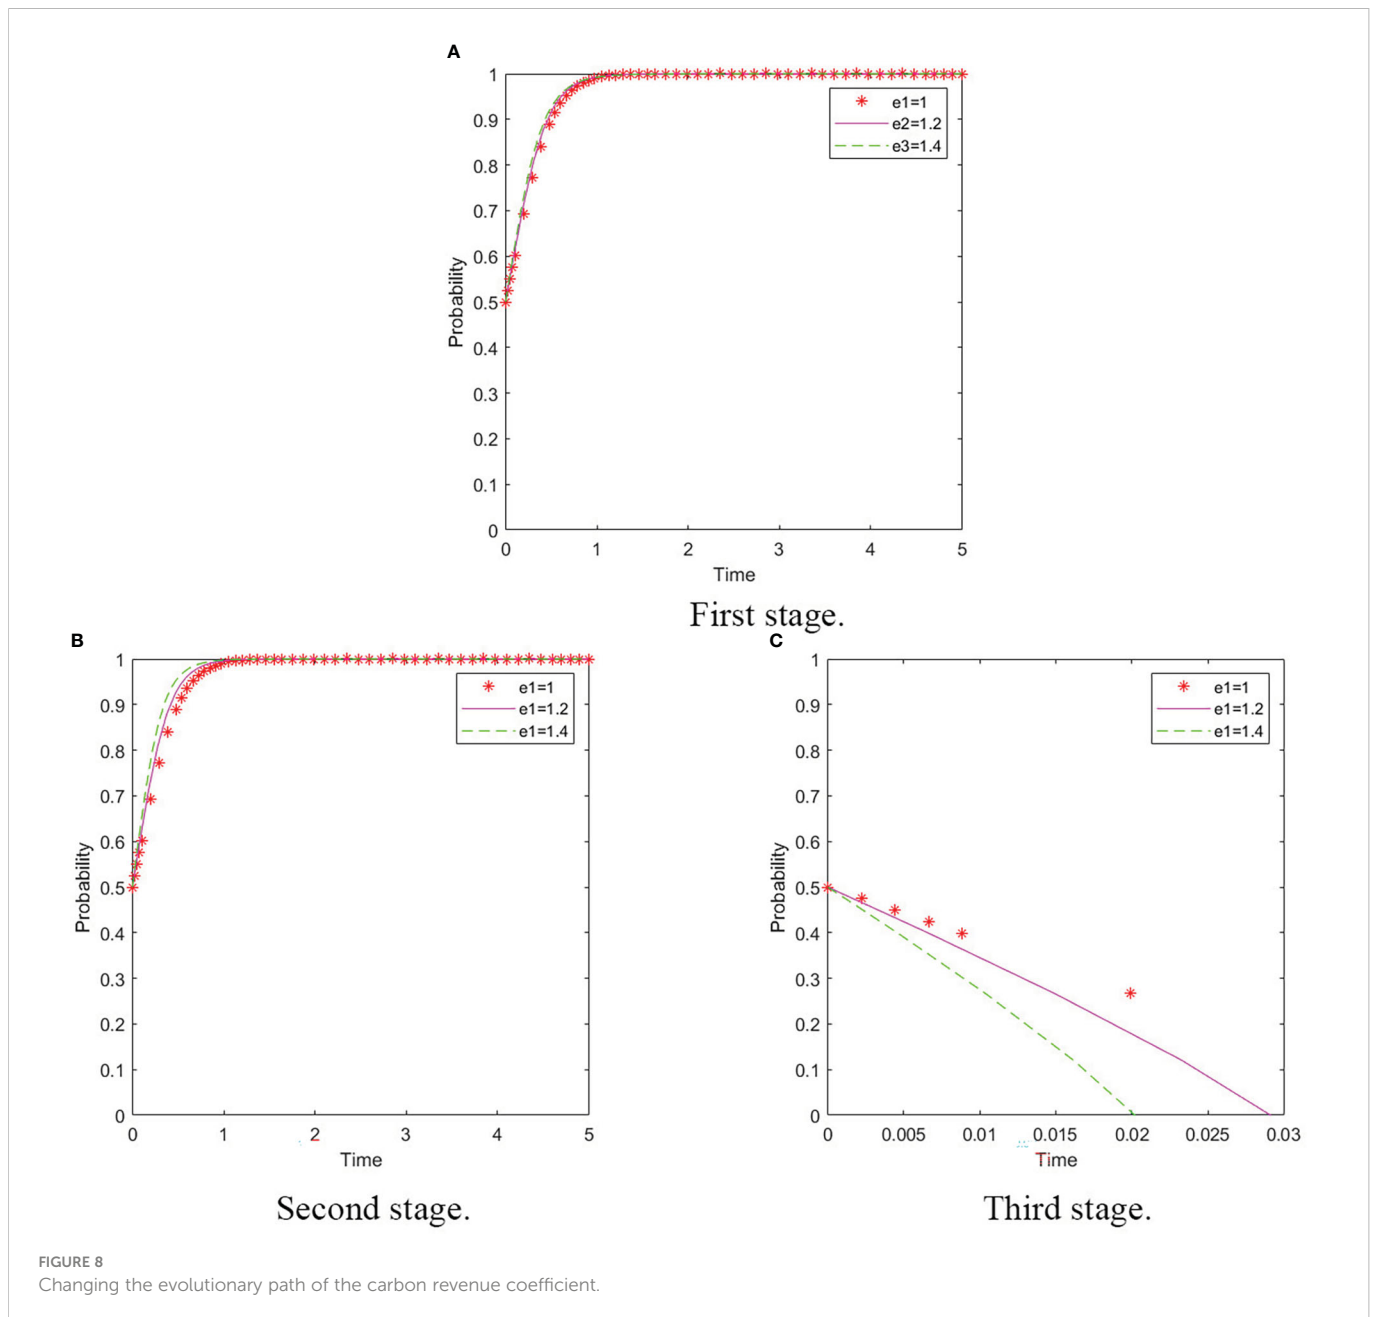 A
1
0.9
0.8
0.7
0.6
0.5
0.4
0.3
0.2
0.1
0
Probability
e1=1
e2=1.2
e3=1.4
0 1 2 3 4 5
Time
First stage.
B
1
0.9
0.8
0.7
0.6
0.5
0.4
0.3
0.2
0.1
0
Probability
e1=1
e1=1.2
e1=1.4
0 1 2 3 4 5
Time
Second stage.
C
1
0.9
0.8
0.7
0.6
0.5
0.4
0.3
0.2
0.1
0
Probability
e1=1
e1=1.2
e1=1.4
0 0.005 0.01 0.015 0.02 0.025 0.03
Time
Third stage.
FIGURE 8
Changing the evolutionary path of the carbon revenue coefficient.